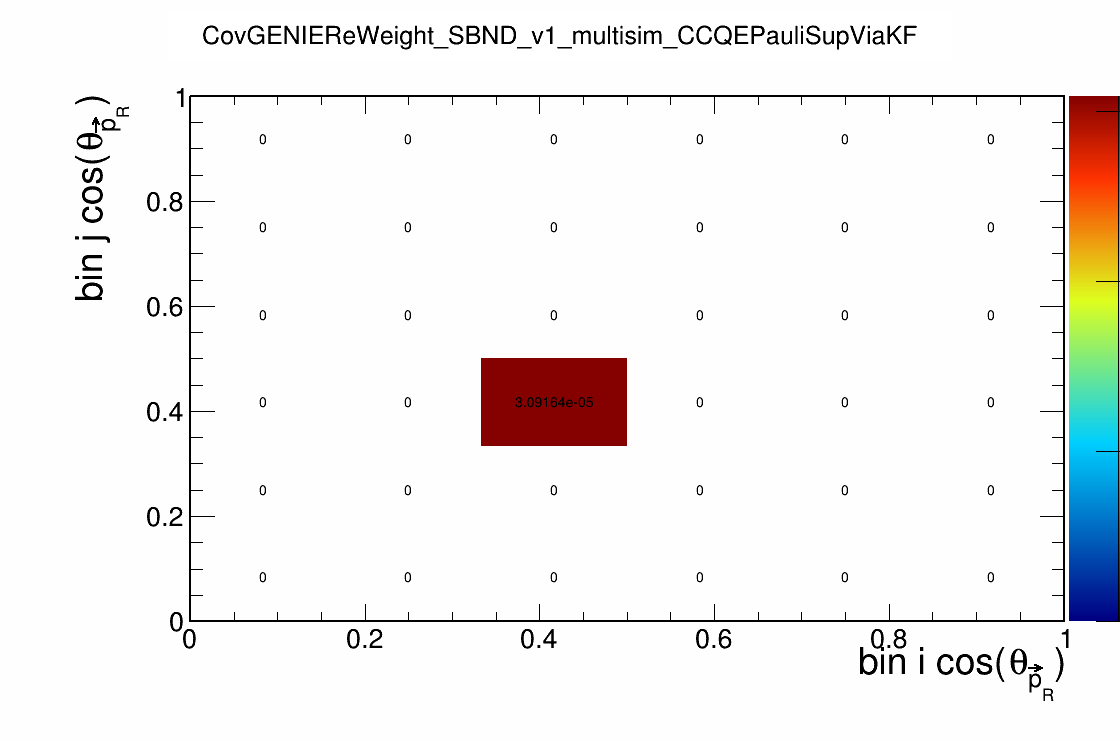 CovGENIEReWeight_SBND_v1_multisim_CCQEPauliSupViaKF
bin j cos(θ p⃗ R)
1
0 0 0 0 0 0
0.8
0 0 0 0 0 0
0.6
0 0 0 0 0 0
0.4
0 0 3.09164e-05 0 0 0
0.2
0 0 0 0 0 0
0 0 0 0 0 0
0
0 0.2 0.4 0.6 0.8 1
bin i cos(θ p⃗ R)